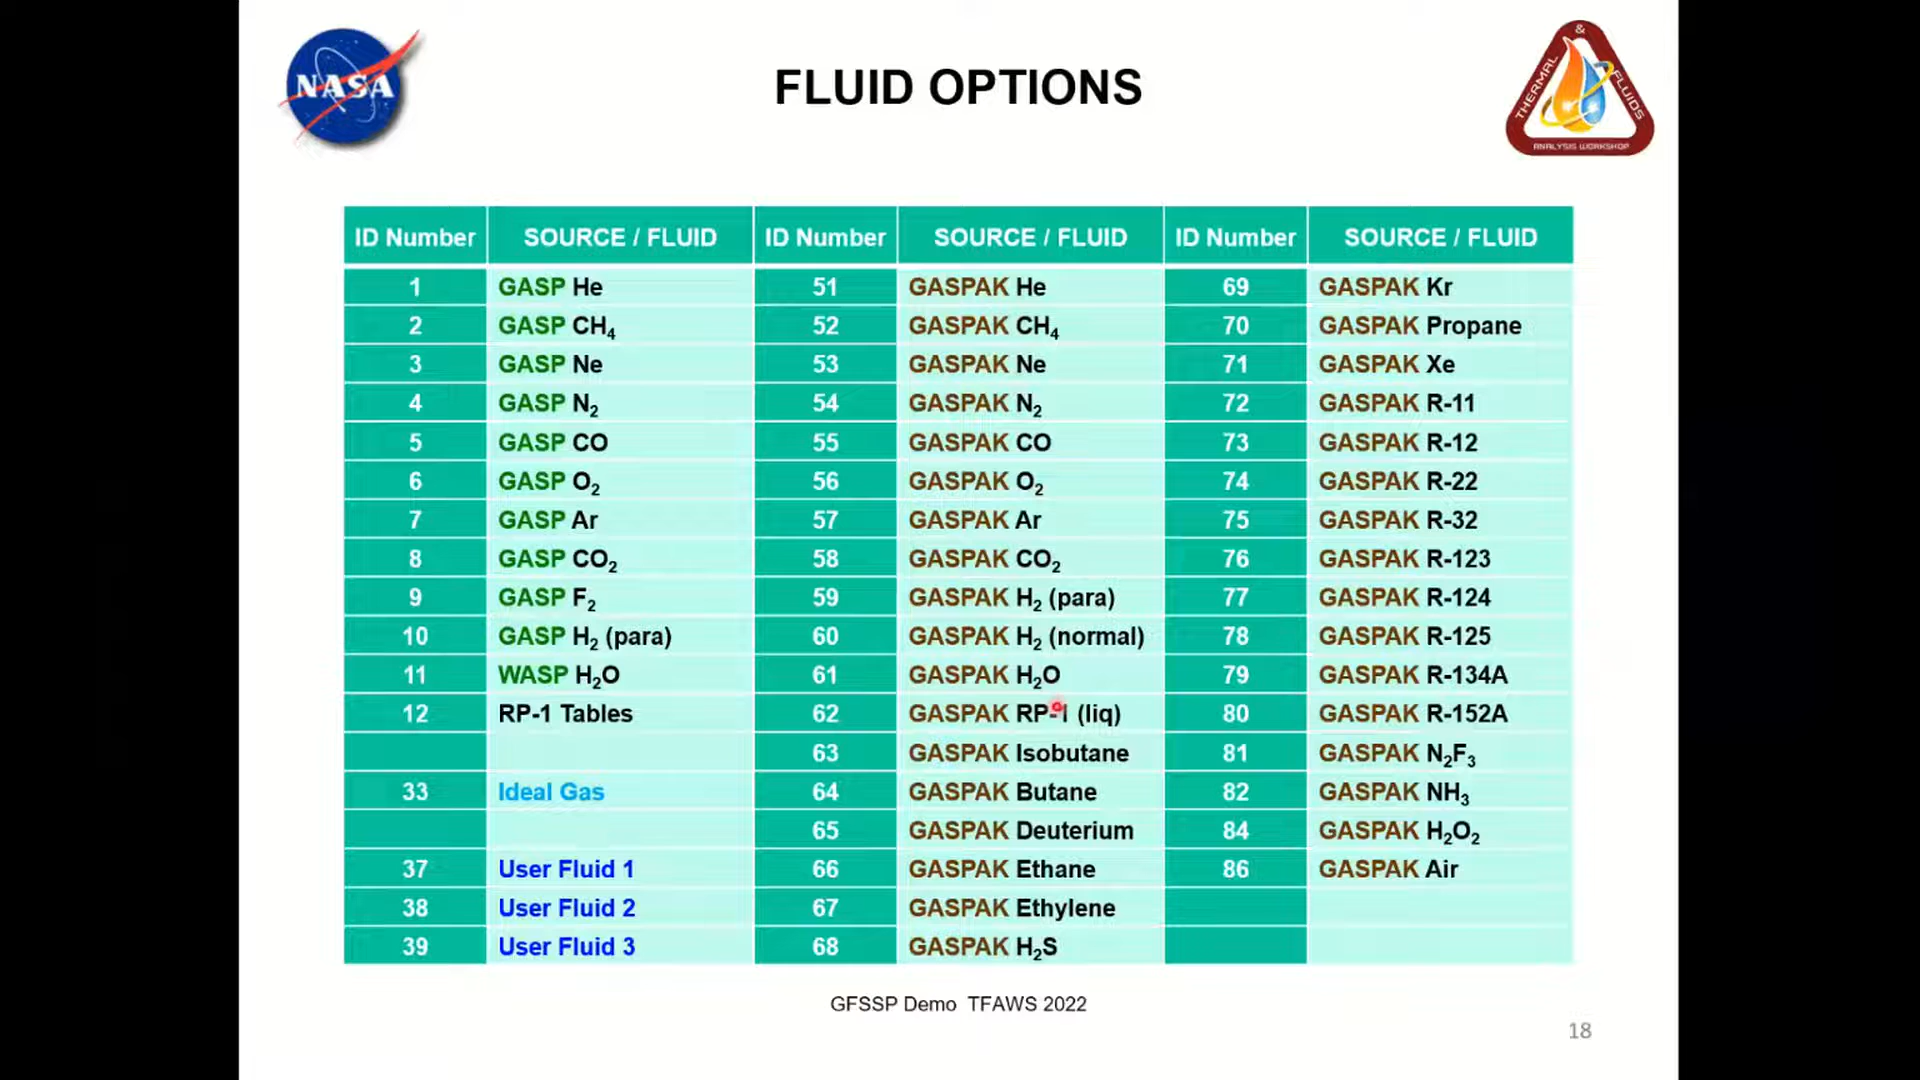 NASA
FLUID OPTIONS
THERMAL & FLUIDS
ANALYSIS WORKSHOP
ID Number SOURCE / FLUID ID Number SOURCE / FLUID ID Number SOURCE / FLUID
1 GASP He 51 GASPAK He 69 GASPAK Kr
2 GASP CH₄ 52 GASPAK CH₄ 70 GASPAK Propane
3 GASP Ne 53 GASPAK Ne 71 GASPAK Xe
4 GASP N₂ 54 GASPAK N₂ 72 GASPAK R-11
5 GASP CO 55 GASPAK CO 73 GASPAK R-12
6 GASP O₂ 56 GASPAK O₂ 74 GASPAK R-22
7 GASP Ar 57 GASPAK Ar 75 GASPAK R-32
8 GASP CO₂ 58 GASPAK CO₂ 76 GASPAK R-123
9 GASP F₂ 59 GASPAK H₂ (para) 77 GASPAK R-124
10 GASP H₂ (para) 60 GASPAK H₂ (normal) 78 GASPAK R-125
11 WASP H₂O 61 GASPAK H₂O 79 GASPAK R-134A
12 RP-1 Tables 62 GASPAK RP-1 (liq) 80 GASPAK R-152A
63 GASPAK Isobutane 81 GASPAK N₂F₃
33 Ideal Gas 64 GASPAK Butane 82 GASPAK NH₃
65 GASPAK Deuterium 84 GASPAK H₂O₂
37 User Fluid 1 66 GASPAK Ethane 86 GASPAK Air
38 User Fluid 2 67 GASPAK Ethylene
39 User Fluid 3 68 GASPAK H₂S
GFSSP Demo TFAWS 2022
18